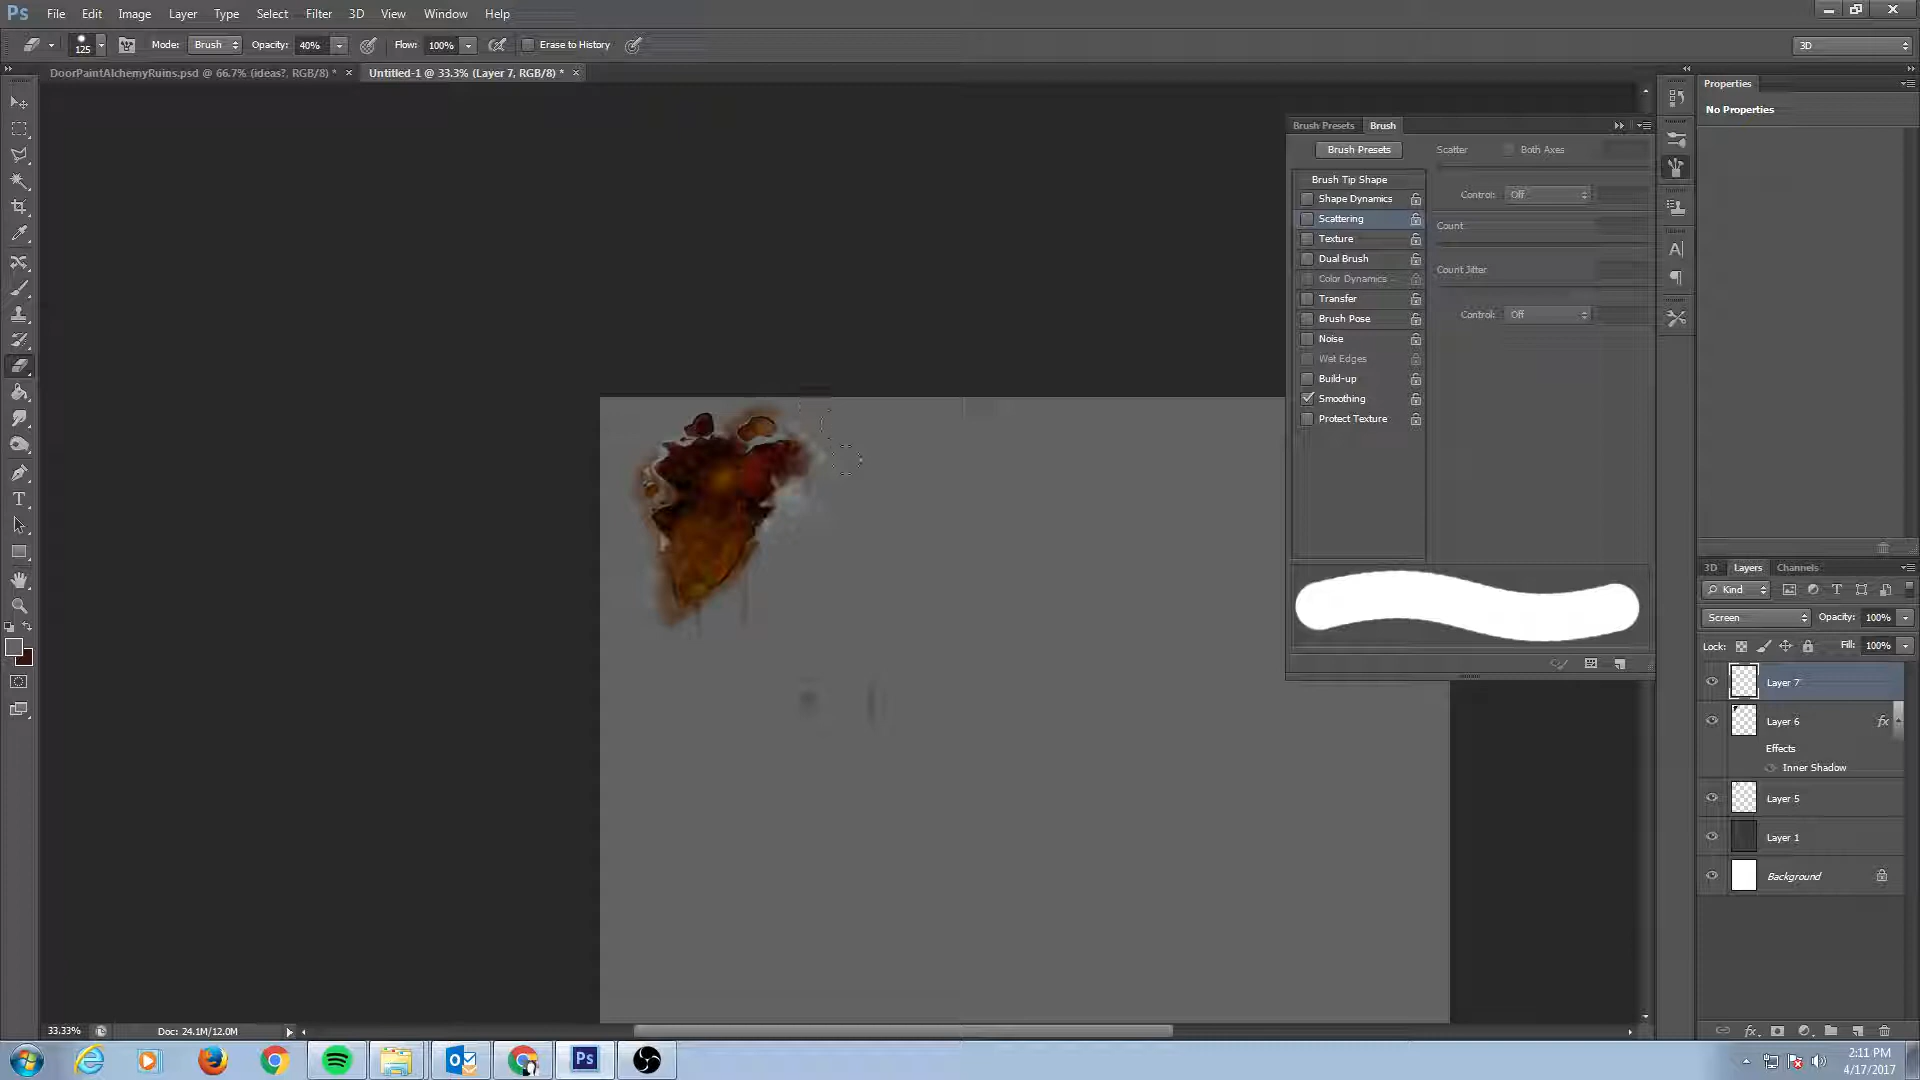 Ps File Edit Image Layer Type Select Filter 3D View Window Help
125 Mode: Brush Opacity: 40% Flow: 100% Erase to History 3D
DoorPaintAlchemyRuins.psd @ 66.7% (ideas?, RGB/8) * × Untitled-1 @ 33.3% (Layer 7, RGB/8) * ×
Properties
No Properties
Brush Presets Brush
Brush Presets
Brush Tip Shape
Shape Dynamics
Scattering
Texture
Dual Brush
Color Dynamics
Transfer
Brush Pose
Noise
Wet Edges
Build-up
Smoothing
Protect Texture
Scatter Both Axes
Control: Off
Count
Count Jitter
Control: Off
3D Layers Channels
Kind
Screen Opacity: 100%
Lock: Fill: 100%
Layer 7
Layer 6 fx
Effects
Inner Shadow
Layer 5
Layer 1
Background
33.33% Doc: 24.1M/12.0M
fx
Ps
2:11 PM
4/17/2017